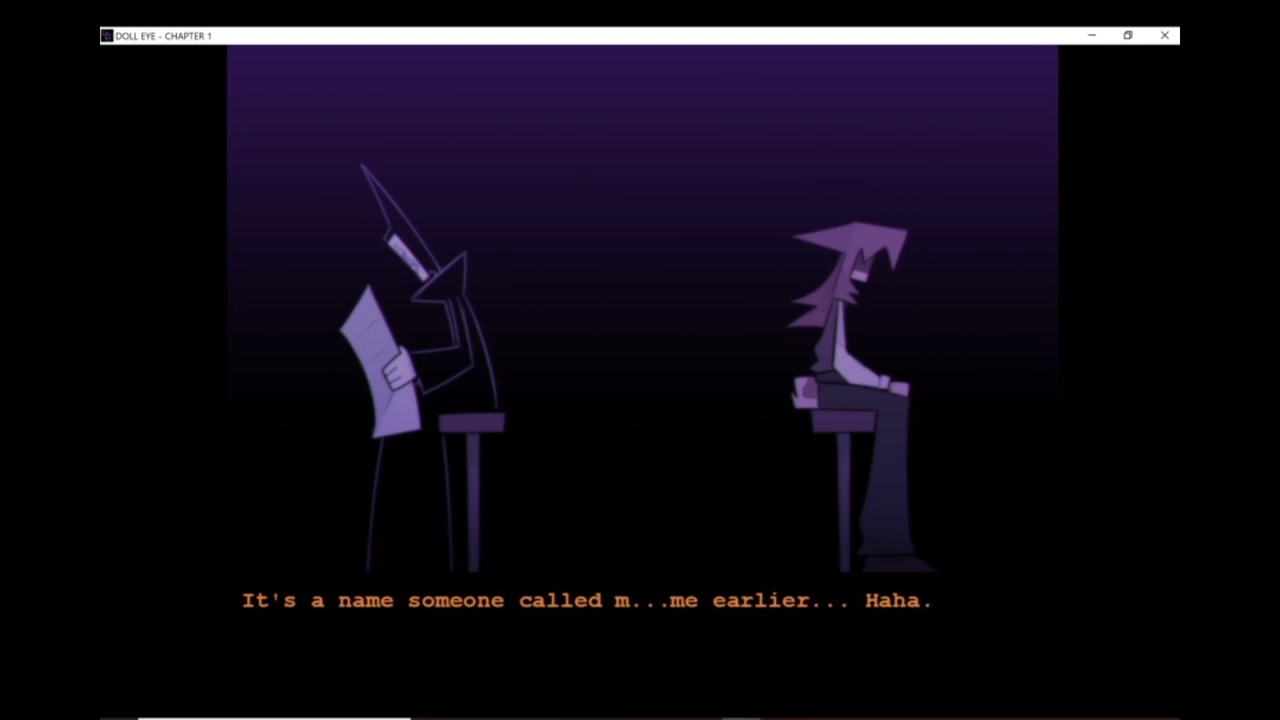 DOLL EYE - CHAPTER 1
It's a name someone called m...me earlier... Haha.